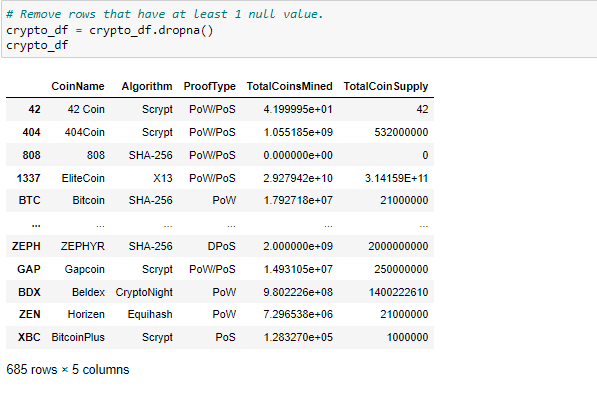 # Remove rows that have at least 1 null value.
crypto_df = crypto_df.dropna()
crypto_df
CoinName Algorithm ProofType TotalCoinsMined TotalCoinSupply
42 42 Coin Scrypt PoW/PoS 4.199995e+01 42
404 404Coin Scrypt PoW/PoS 1.055185e+09 532000000
808 808 SHA-256 PoW/PoS 0.000000e+00 0
1337 EliteCoin X13 PoW/PoS 2.927942e+10 3.14159E+11
BTC Bitcoin SHA-256 PoW 1.792718e+07 21000000
... ... ... ... ... ...
ZEPH ZEPHYR SHA-256 DPoS 2.000000e+09 2000000000
GAP Gapcoin Scrypt PoW/PoS 1.493105e+07 250000000
BDX Beldex CryptoNight PoW 9.802226e+08 1400222610
ZEN Horizen Equihash PoW 7.296538e+06 21000000
XBC BitcoinPlus Scrypt PoS 1.283270e+05 1000000
685 rows × 5 columns